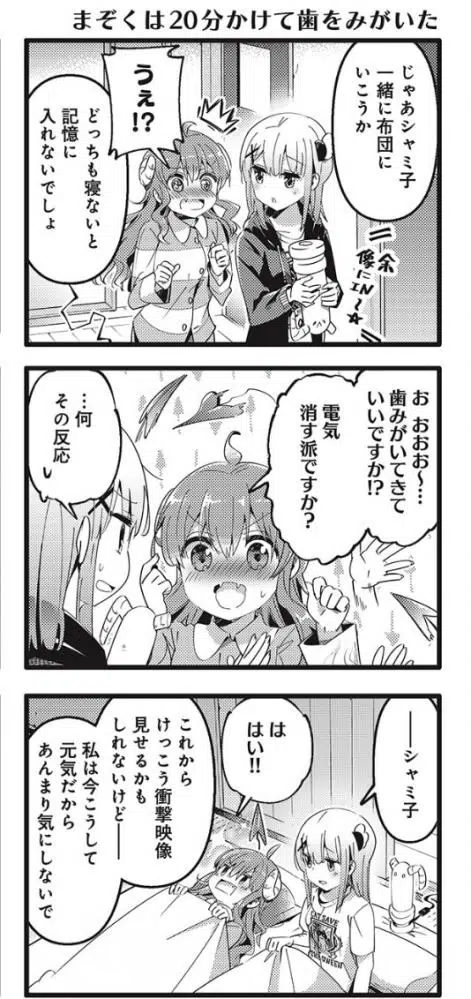 まぞくは20分かけて歯をみがいた
じゃあシャミ子
一緒に布団に
いこうか
うぇ!?
どっちも寝ないと
記憶に
入れないでしょ
余
像にIN〜☆
お おおお〜…
歯みがいてきて
いいですか!?
電気
消す派ですか?
…何
その反応
――シャミ子
は
はい!!
これから
けっこう衝撃映像
見せるかも
しれないけど――
私は今こうして
元気だから
あんまり気にしないで